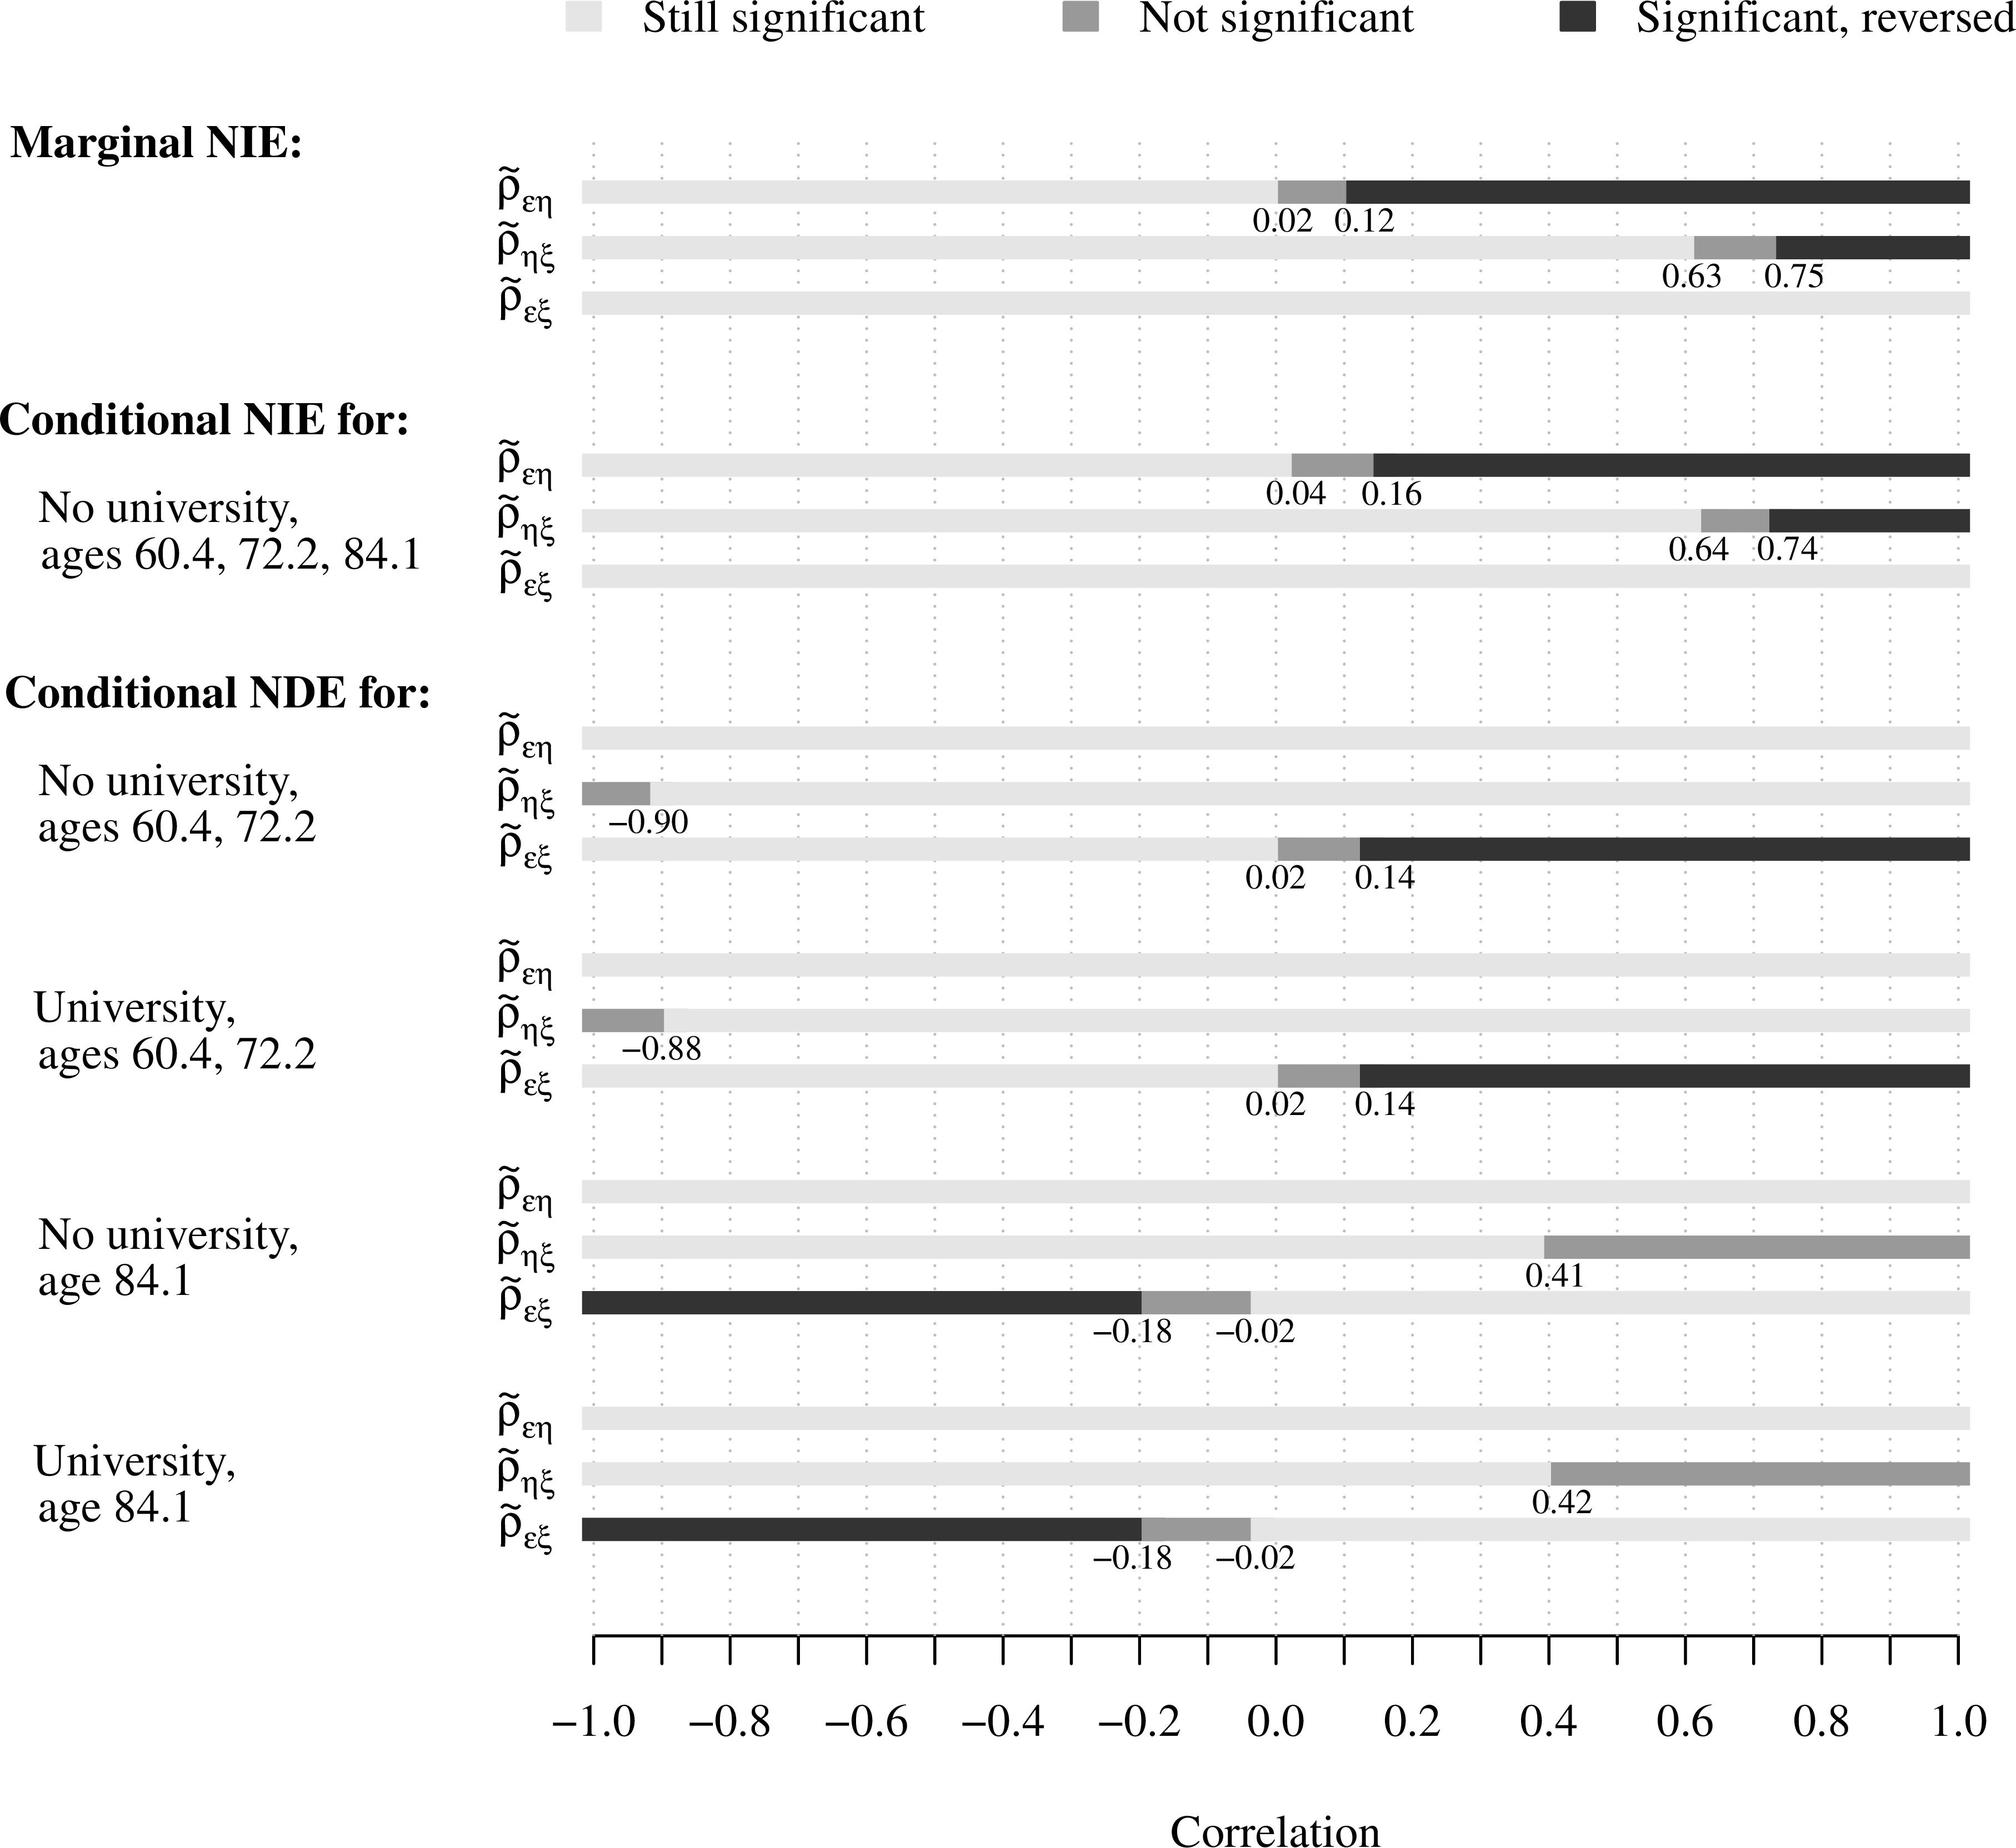 Still significant Not significant Significant, reversed
Marginal NIE:
ρ̃εη
0.02 0.12
ρ̃ηξ
0.63 0.75
ρ̃εξ
Conditional NIE for:
ρ̃εη
0.04 0.16
No university,
ages 60.4, 72.2, 84.1
ρ̃ηξ
0.64 0.74
ρ̃εξ
Conditional NDE for:
ρ̃εη
No university,
ages 60.4, 72.2
ρ̃ηξ
−0.90
ρ̃εξ
0.02 0.14
ρ̃εη
University,
ages 60.4, 72.2
ρ̃ηξ
−0.88
ρ̃εξ
0.02 0.14
ρ̃εη
No university,
age 84.1
ρ̃ηξ
0.41
ρ̃εξ
−0.18 −0.02
ρ̃εη
University,
age 84.1
ρ̃ηξ
0.42
ρ̃εξ
−0.18 −0.02
−1.0 −0.8 −0.6 −0.4 −0.2 0.0 0.2 0.4 0.6 0.8 1.0
Correlation